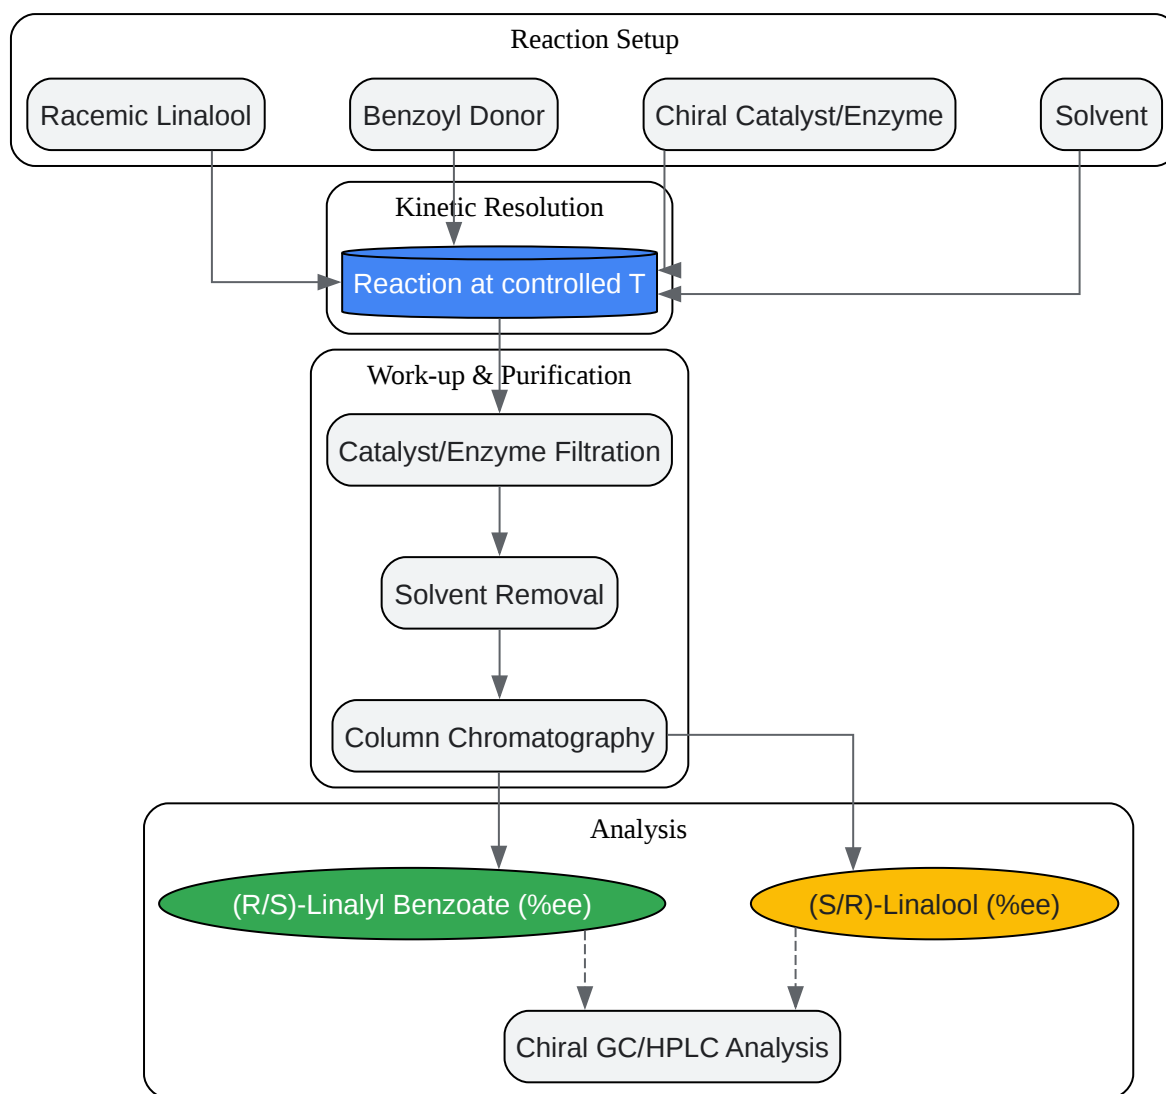 Reaction Setup
Racemic Linalool
Benzoyl Donor
Chiral Catalyst/Enzyme
Solvent
Kinetic Resolution
Reaction at controlled T
Work-up & Purification
Catalyst/Enzyme Filtration
Solvent Removal
Column Chromatography
Analysis
(R/S)-Linalyl Benzoate (%ee)
(S/R)-Linalool (%ee)
Chiral GC/HPLC Analysis